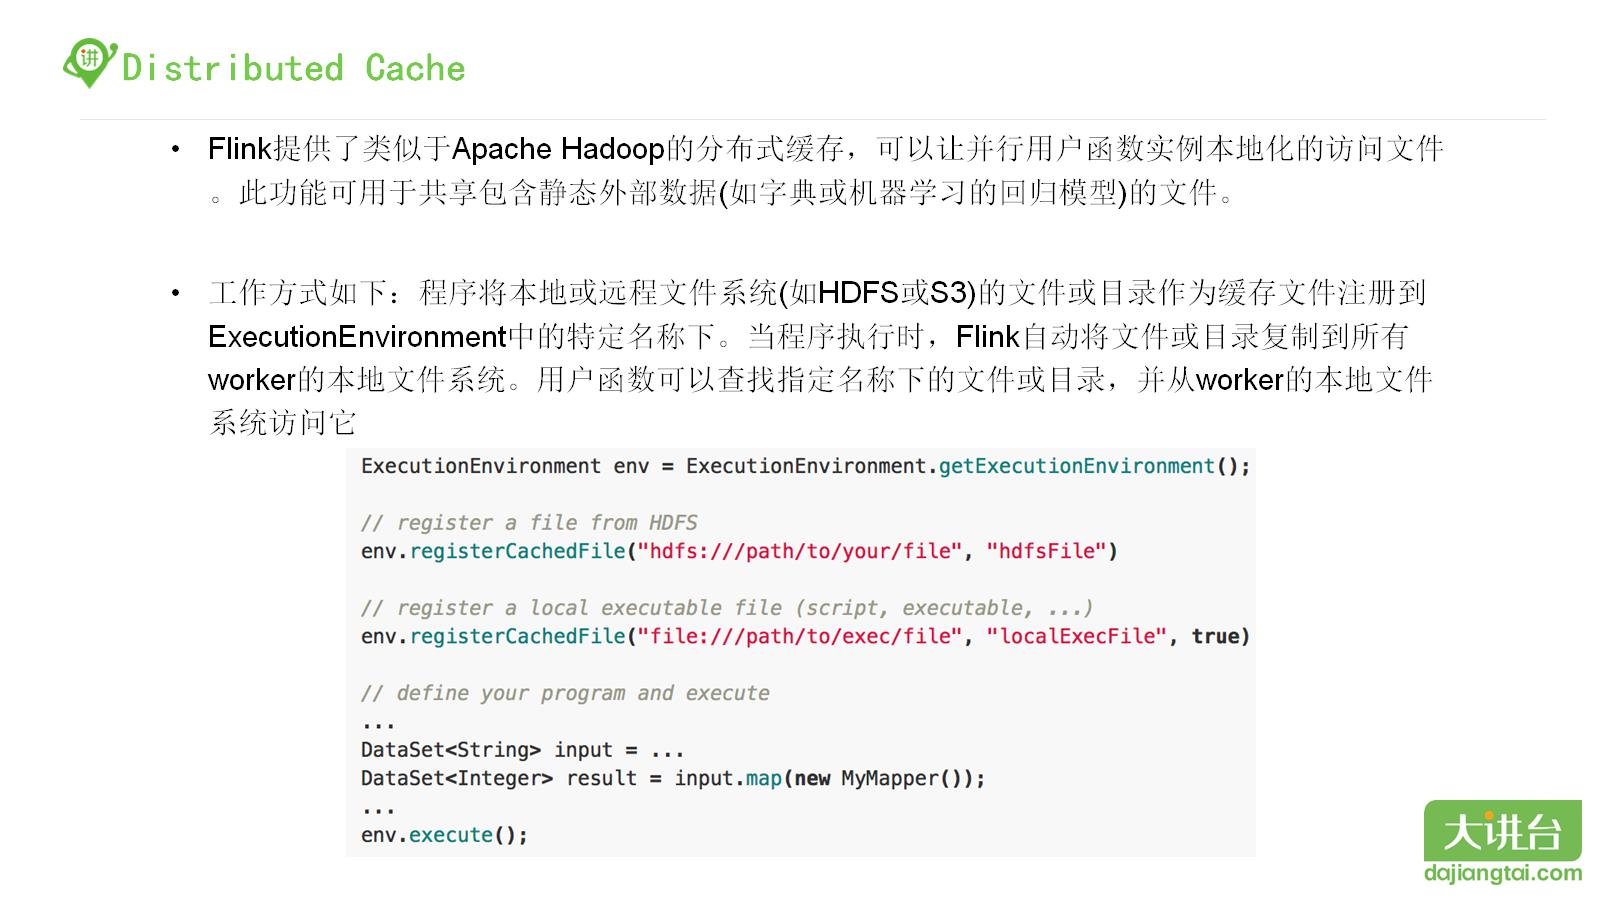 讲
Distributed Cache
• Flink提供了类似于Apache Hadoop的分布式缓存，可以让并行用户函数实例本地化的访问文件
。此功能可用于共享包含静态外部数据(如字典或机器学习的回归模型)的文件。
• 工作方式如下：程序将本地或远程文件系统(如HDFS或S3)的文件或目录作为缓存文件注册到
ExecutionEnvironment中的特定名称下。当程序执行时，Flink自动将文件或目录复制到所有
worker的本地文件系统。用户函数可以查找指定名称下的文件或目录，并从worker的本地文件
系统访问它
ExecutionEnvironment env = ExecutionEnvironment.getExecutionEnvironment();
// register a file from HDFS
env.registerCachedFile("hdfs:///path/to/your/file", "hdfsFile")
// register a local executable file (script, executable, ...)
env.registerCachedFile("file:///path/to/exec/file", "localExecFile", true)
// define your program and execute
...
DataSet<String> input = ...
DataSet<Integer> result = input.map(new MyMapper());
...
env.execute();
大讲台
dajiangtai.com